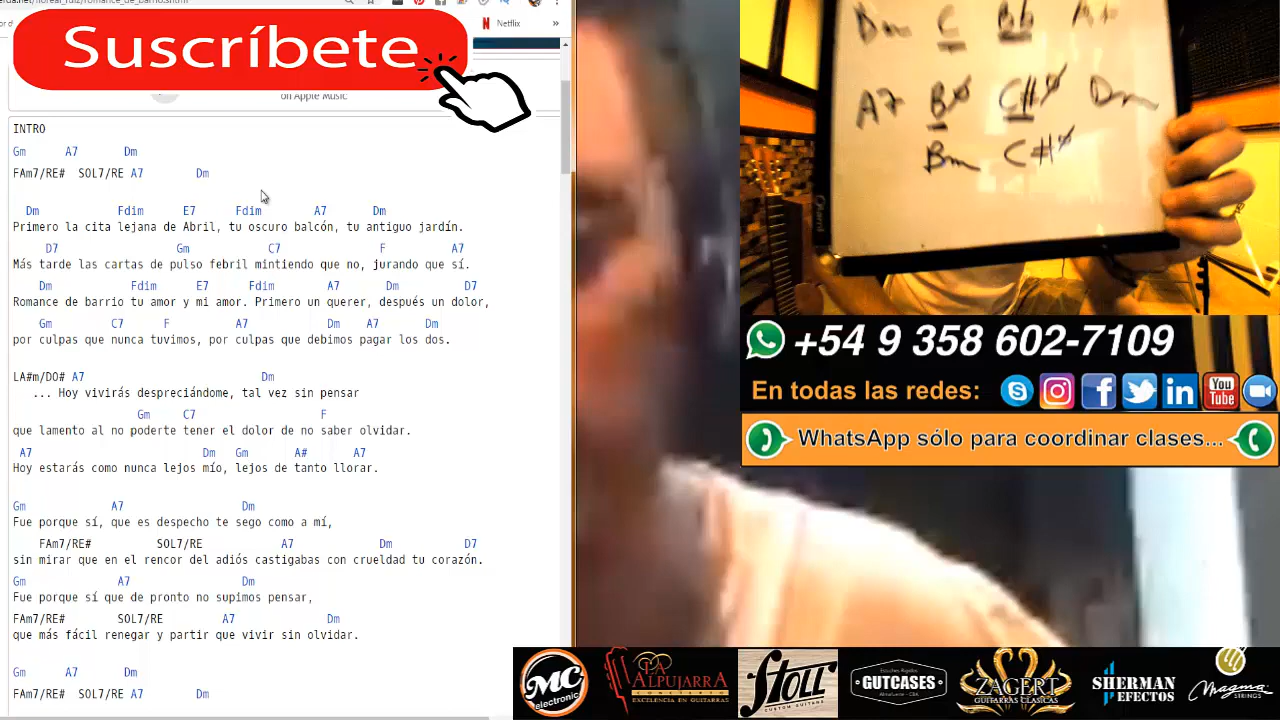 Netflix
Suscríbete
on Apple Music
INTRO
Gm A7 Dm
FAm7/RE# SOL7/RE A7 Dm
Dm Fdim E7 Fdim A7 Dm
Primero la cita lejana de Abril, tu oscuro balcón, tu antiguo jardín.
D7 Gm C7 F A7
Más tarde las cartas de pulso febril mintiendo que no, jurando que sí.
Dm Fdim E7 Fdim A7 Dm D7
Romance de barrio tu amor y mi amor. Primero un querer, después un dolor,
Gm C7 F A7 Dm A7 Dm
por culpas que nunca tuvimos, por culpas que debimos pagar los dos.
LA#m/DO# A7 Dm
... Hoy vivirás despreciándome, tal vez sin pensar
Gm C7 F
que lamento al no poderte tener el dolor de no saber olvidar.
A7 Dm Gm A# A7
Hoy estarás como nunca lejos mío, lejos de tanto llorar.
Gm A7 Dm
Fue porque sí, que es despecho te sego como a mí,
FAm7/RE# SOL7/RE A7 Dm D7
sin mirar que en el rencor del adiós castigabas con crueldad tu corazón.
Gm A7 Dm
Fue porque sí que de pronto no supimos pensar,
FAm7/RE# SOL7/RE A7 Dm
que más fácil renegar y partir que vivir sin olvidar.
Gm A7 Dm
FAm7/RE# SOL7/RE A7 Dm
Dm C Bb
A7 Bø C#ø Dm
Bm C#ø
+54 9 358 602-7109
En todas las redes:
You Tube
WhatsApp sólo para coordinar clases...
MC electronic
LA ALPUJARRA
CONCIERTO
EXCELENCIA EN GUITARRAS
STOLL
CUSTOM GUITARS
GUTCASES
ZAGERT
GUITARRAS CLASICAS
SHERMAN EFECTOS
Magma
STRINGS